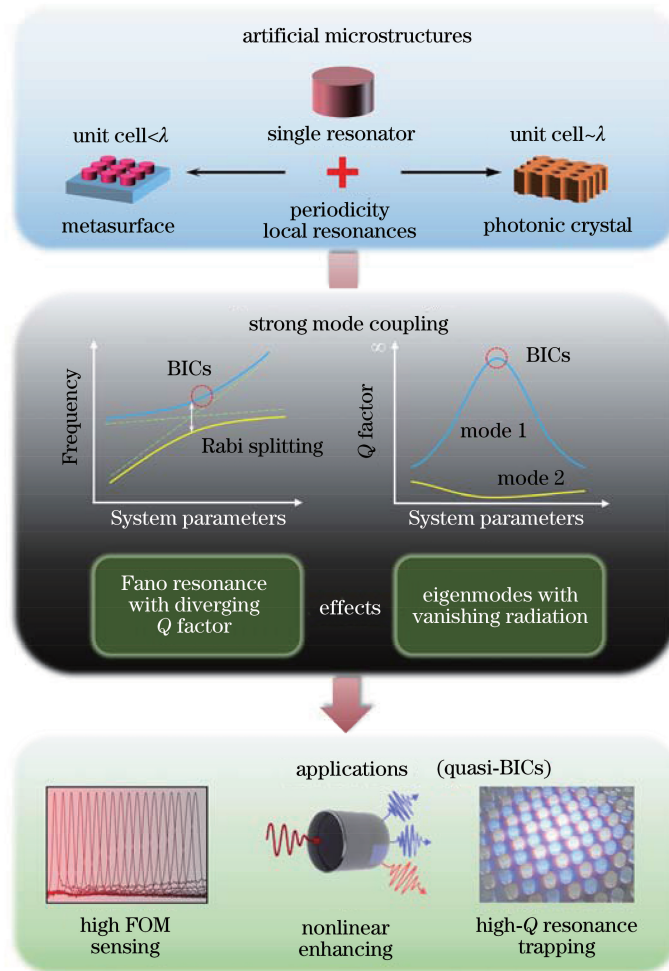 artificial microstructures
unit cell<λ
single resonator
unit cell~λ
metasurface
periodicity
local resonances
photonic crystal
strong mode coupling
Frequency
BICs
Rabi splitting
System parameters
Q factor
∞
BICs
mode 1
mode 2
System parameters
Fano resonance
with diverging
Q factor
effects
eigenmodes with
vanishing radiation
applications (quasi-BICs)
high FOM
sensing
nonlinear
enhancing
high-Q resonance
trapping